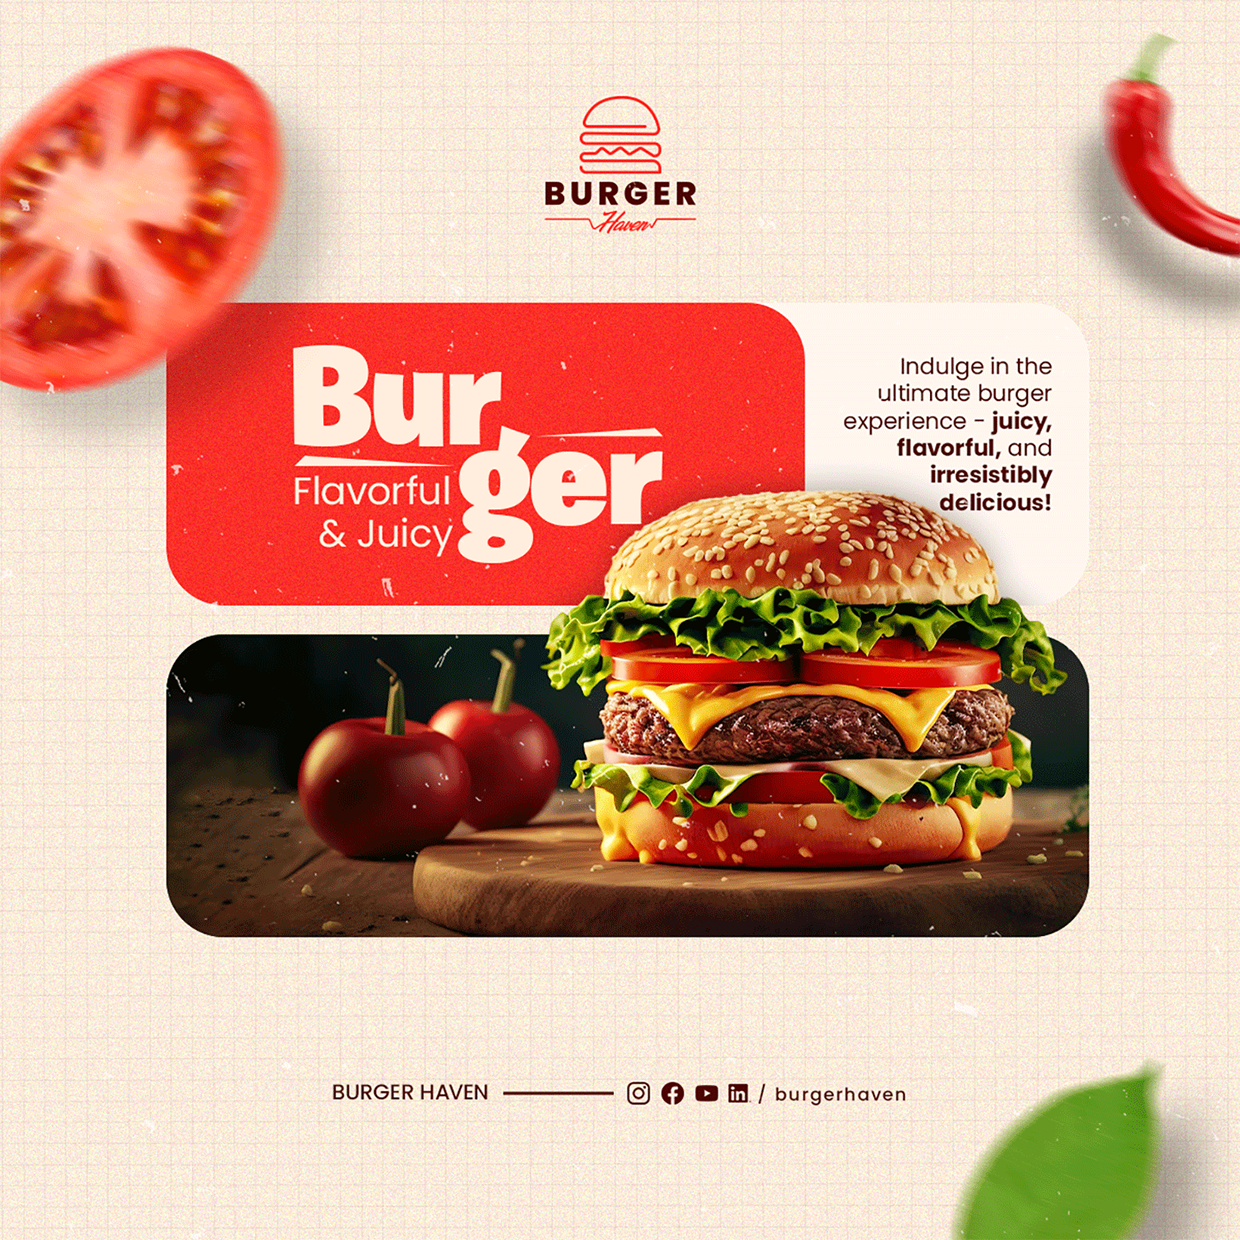 BURGER
Haven
Bur
ger
Flavorful
& Juicy
Indulge in the
ultimate burger
experience - juicy,
flavorful, and
irresistibly
delicious!
BURGER HAVEN
/ burgerhaven